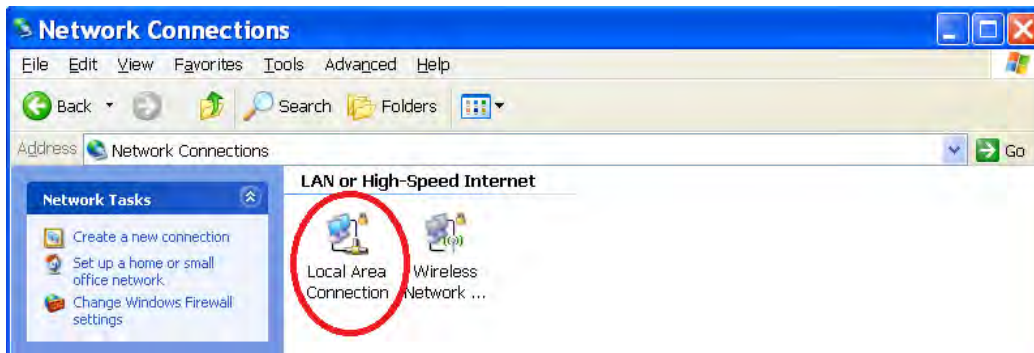 Network Connections
File Edit View Favorites Tools Advanced Help
Back Search Folders
Address Network Connections Go
LAN or High-Speed Internet
Network Tasks
Create a new connection
Set up a home or small
office network
Change Windows Firewall
settings
Local Area
Connection
Wireless
Network ...